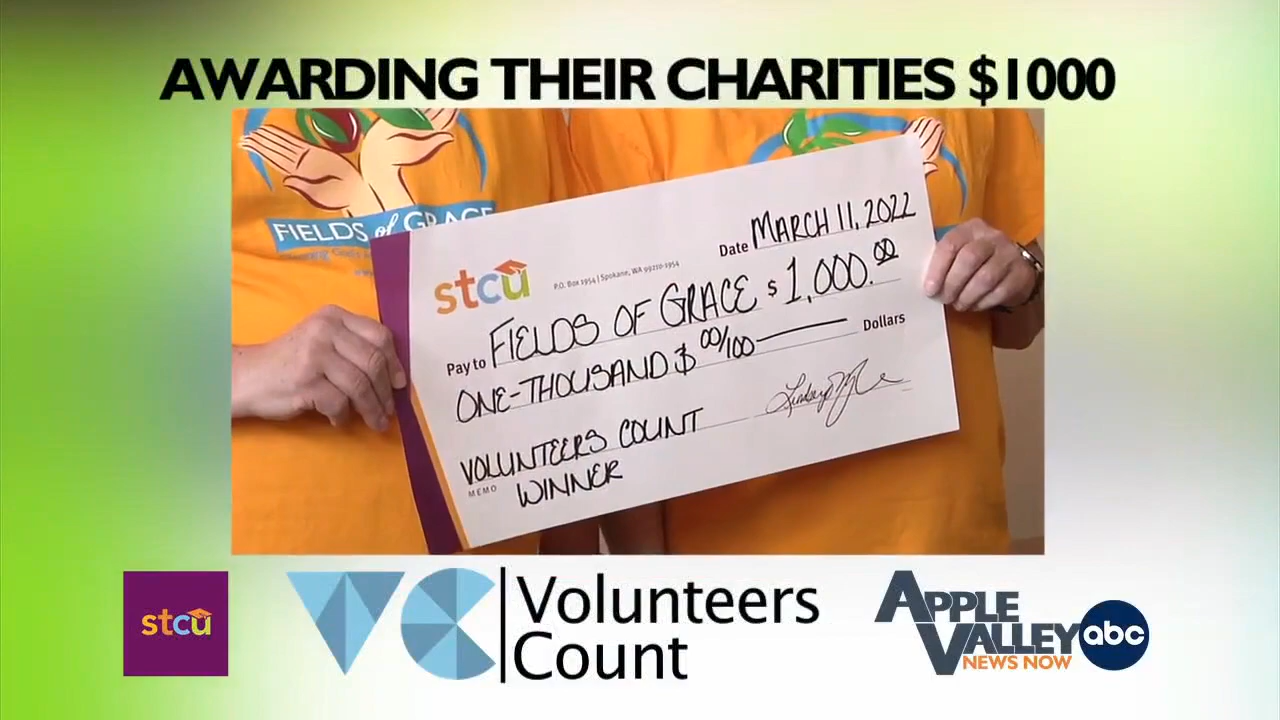 AWARDING THEIR CHARITIES $1000
FIELDS of GRACE
stcu
P.O. Box 1954 | Spokane, WA 99210-1954
Date MARCH 11, 2022
Pay to FIELDS OF GRACE $ 1,000.00
ONE-THOUSAND $ 00/100 Dollars
VOLUNTEERS COUNT
MEMO WINNER
stcu
VC
Volunteers
Count
APPLE
VALLEY
NEWS NOW
abc